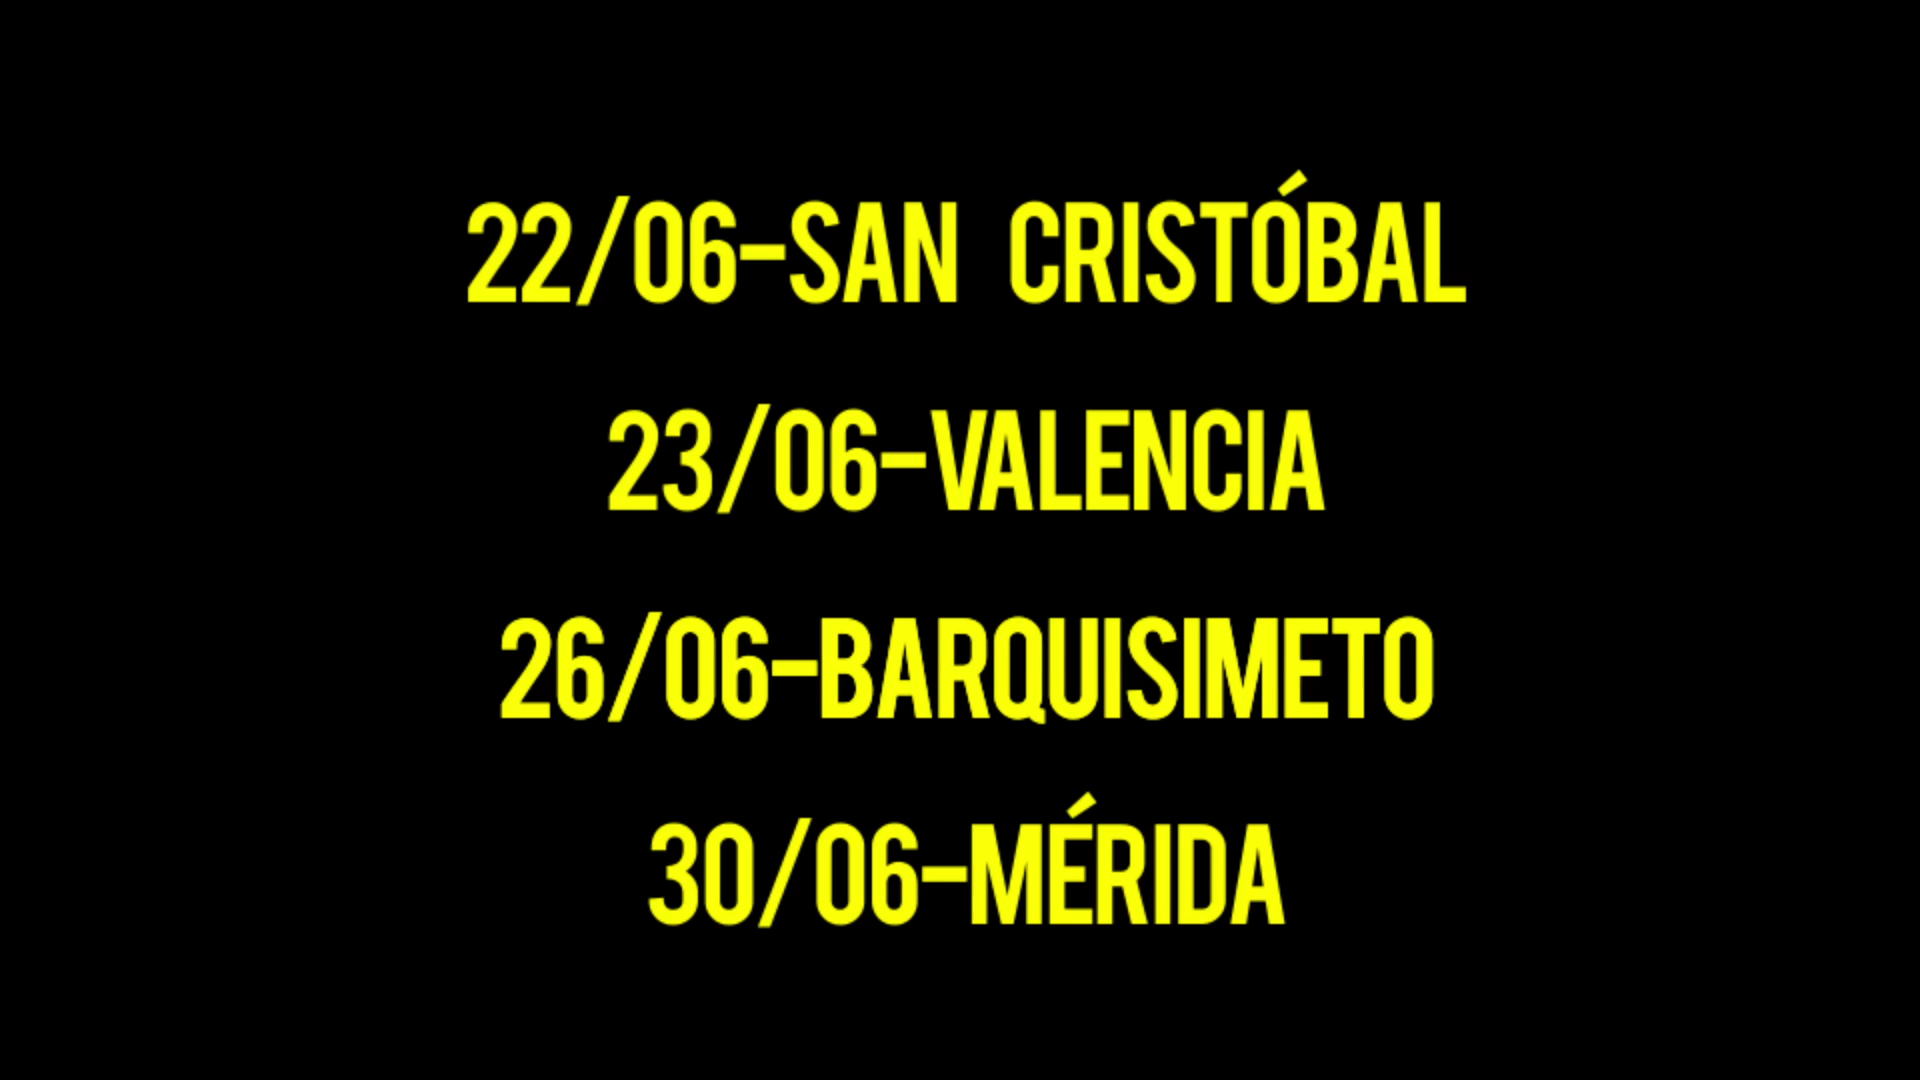 22/06-SAN CRISTÓBAL
23/06-VALENCIA
26/06-BARQUISIMETO
30/06-MÉRIDA